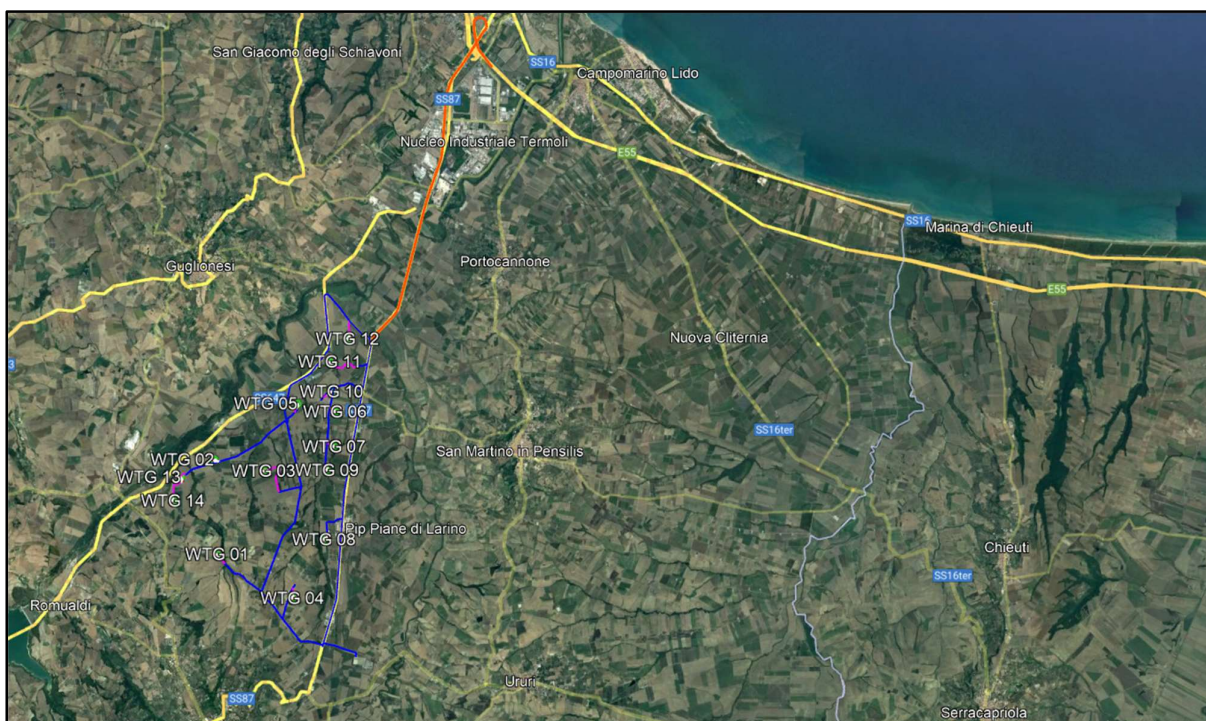 San Giacomo degli Schiavoni
SS16
Campomarino Lido
SS87
Nucleo Industriale Termoli
E55
SS16
Marina di Chieuti
Guglionesi
Portocannone
E55
WTG 12
Nuova Cliternia
WTG 11
WTG 10
WTG 05
WTG 06
SS16ter
WTG 07
San Martino in Pensilis
WTG 02
WTG 03
WTG 09
WTG 13
WTG 14
Pip Piane di Larino
WTG 08
Chieuti
WTG 01
SS16ter
WTG 04
Romualdi
Ururi
SS87
Serracapriola